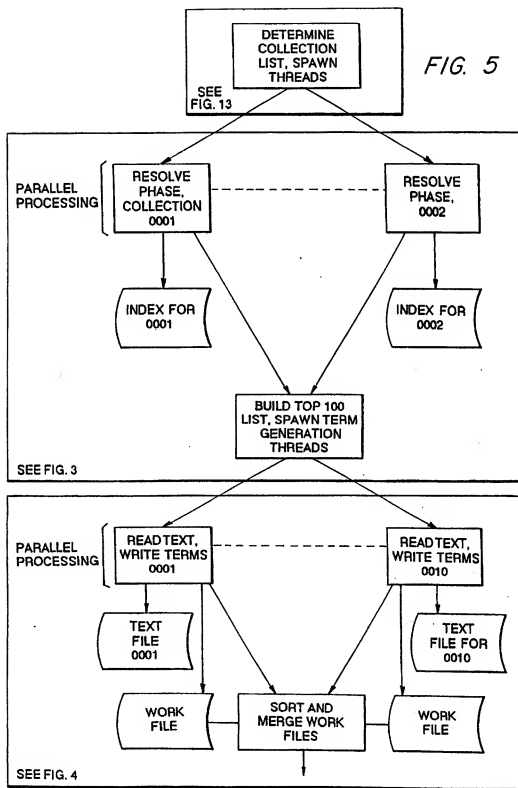 DETERMINE
COLLECTION
LIST, SPAWN
THREADS
FIG. 5
SEE
FIG. 13
PARALLEL
PROCESSING
RESOLVE
PHASE,
COLLECTION
0001
RESOLVE
PHASE,
0002
INDEX FOR
0001
INDEX FOR
0002
BUILD TOP 100
LIST, SPAWN TERM
GENERATION
THREADS
SEE FIG. 3
PARALLEL
PROCESSING
READ TEXT,
WRITE TERMS
0001
READ TEXT,
WRITE TERMS
0010
TEXT
FILE
0001
TEXT
FILE FOR
0010
WORK
FILE
SORT AND
MERGE WORK
FILES
WORK
FILE
SEE FIG. 4